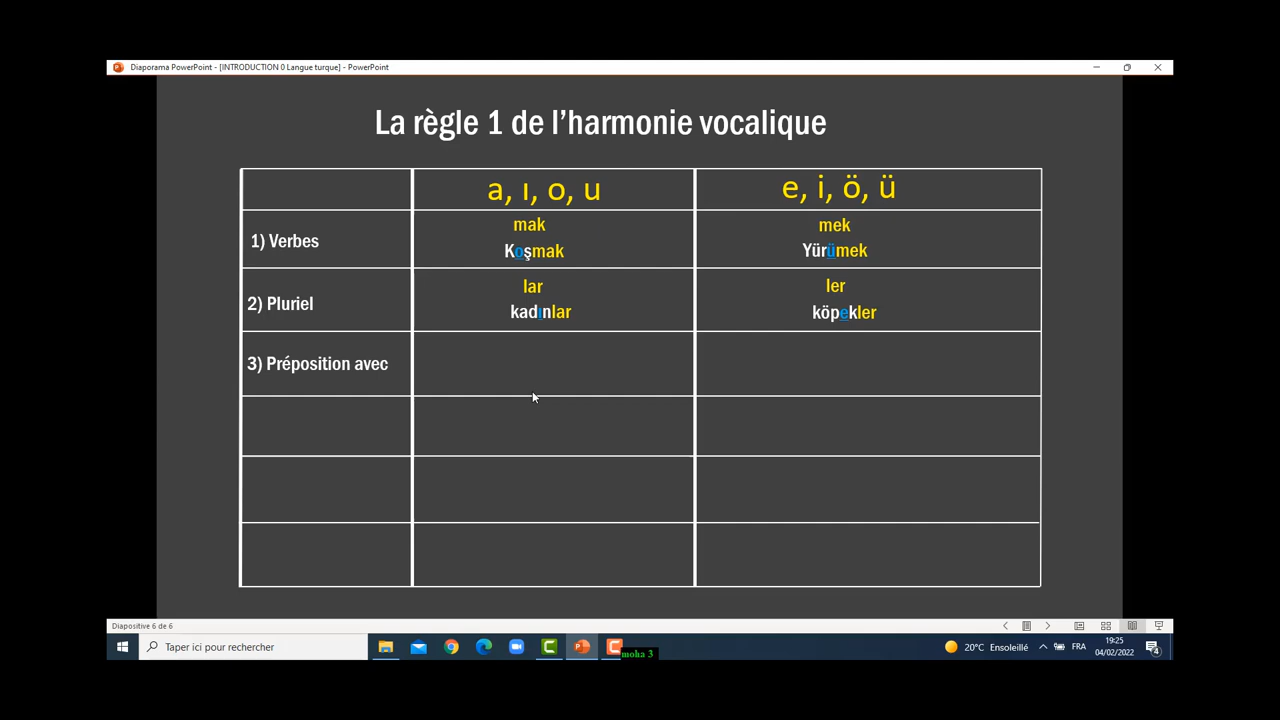 Diaporama PowerPoint - [INTRODUCTION 0 Langue turque] - PowerPoint
La règle 1 de l'harmonie vocalique
a, ı, o, u
e, i, ö, ü
1) Verbes
mak
Koşmak
mek
Yürümek
2) Pluriel
lar
kadınlar
ler
köpekler
3) Préposition avec
Diapositive 6 de 6
Taper ici pour rechercher
moha 3
20°C Ensoleillé
FRA
19:25
04/02/2022
4